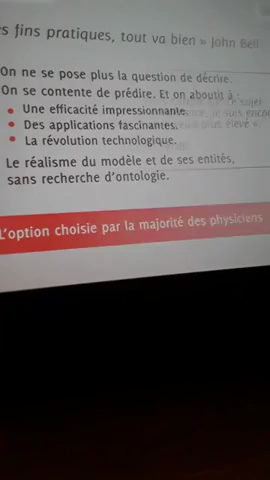 s fins pratiques, tout va bien » John Bell
On ne se pose plus la question de décrire.
On se contente de prédire. Et on aboutit à :
• Une efficacité impressionnante.
• Des applications fascinantes.
• La révolution technologique.
Le réalisme du modèle et de ses entités,
sans recherche d'ontologie.
L'option choisie par la majorité des physiciens